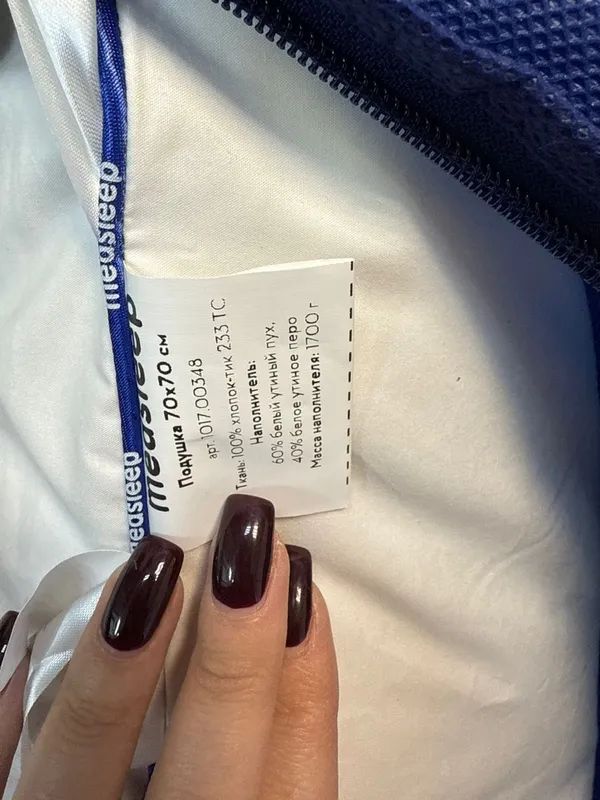 medsleep
medsleep
medsleep
Подушка 70х70 см
арт. 1017.00348
Ткань: 100% хлопок-тик 233 ТС,
Наполнитель:
60% белый утиный пух,
40% белое утиное перо
Масса наполнителя: 1700 г